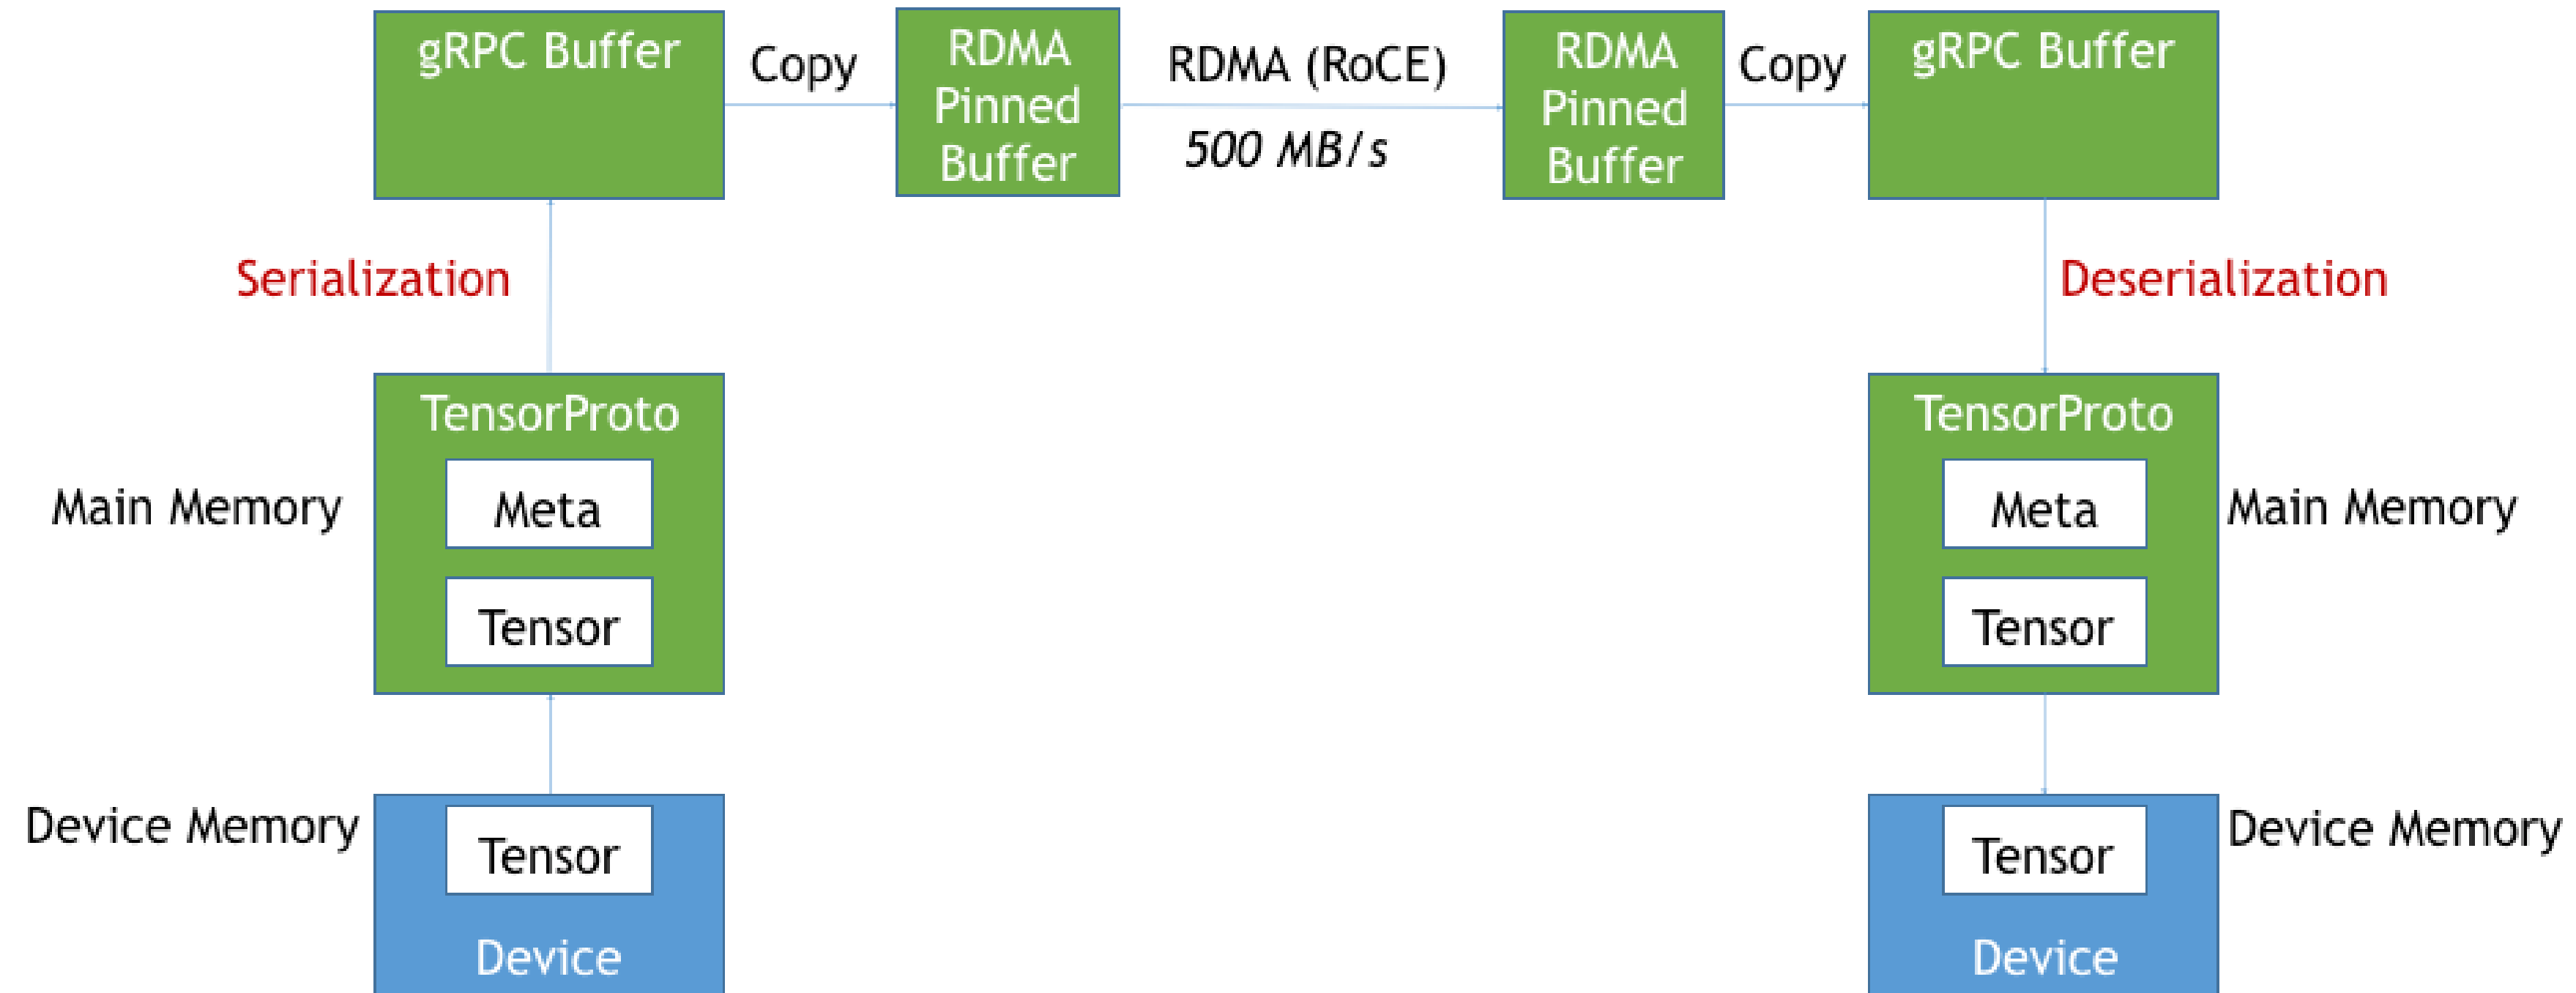 gRPC Buffer
Copy
RDMA
Pinned
Buffer
RDMA (RoCE)
500 MB/s
RDMA
Pinned
Buffer
Copy
gRPC Buffer
Serialization
Deserialization
TensorProto
Meta
Tensor
Main Memory
TensorProto
Meta
Tensor
Main Memory
Device Memory
Tensor
Device
Tensor
Device
Device Memory